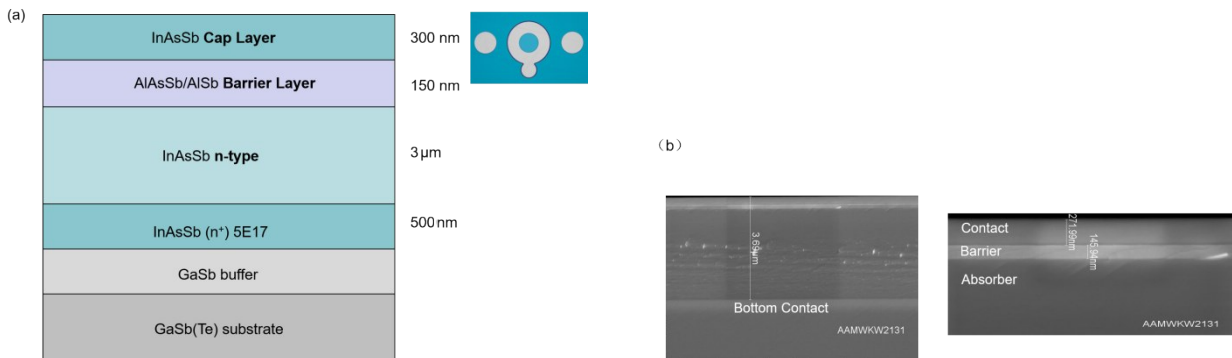 (a)
InAsSb Cap Layer
300 nm
AlAsSb/AlSb Barrier Layer
150 nm
InAsSb n-type
3 µm
InAsSb (n⁺) 5E17
500 nm
GaSb buffer
GaSb(Te) substrate
(b)
3.69µm
Bottom Contact
AAMWKW2131
Contact
271.99nm
Barrier
145.94nm
Absorber
AAMWKW2131